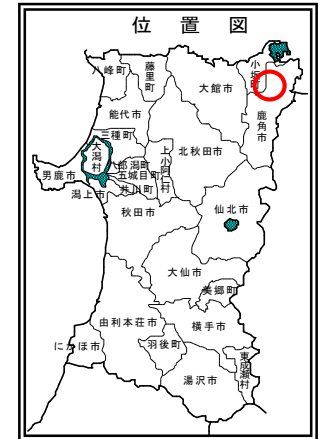 位置図
八峰町
藤里町
大館市
小坂町
能代市
鹿角市
三種町
大潟村
北秋田市
上小阿仁村
八郎潟町
五城目町
男鹿市
井川町
潟上市
秋田市
仙北市
大仙市
美郷町
由利本荘市
横手市
にかほ市
羽後町
東成瀬村
湯沢市